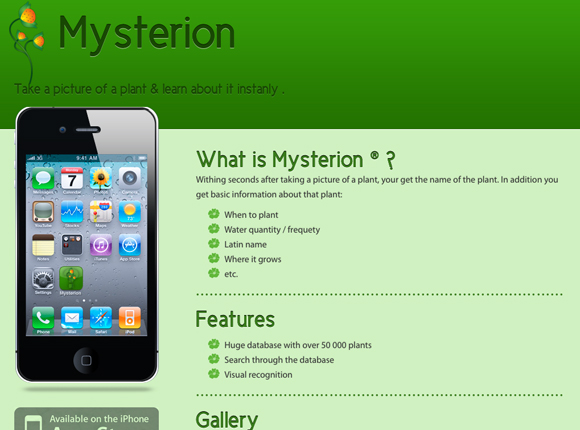 Mysterion
Take a picture of a plant & learn about it instanly .
9:41 AM
Messages Calendar Photos Camera
YouTube Stocks Maps Weather
Notes Utilities iTunes App Store
Settings Mysterion
Phone Mail Safari iPod
What is Mysterion ® ?
Withing seconds after taking a picture of a plant, your get the name of the plant. In addition you
get basic information about that plant:
When to plant
Water quantity / frequety
Latin name
Where it grows
etc.
Features
Huge database with over 50 000 plants
Search through the database
Visual recognition
Gallery
Available on the iPhone